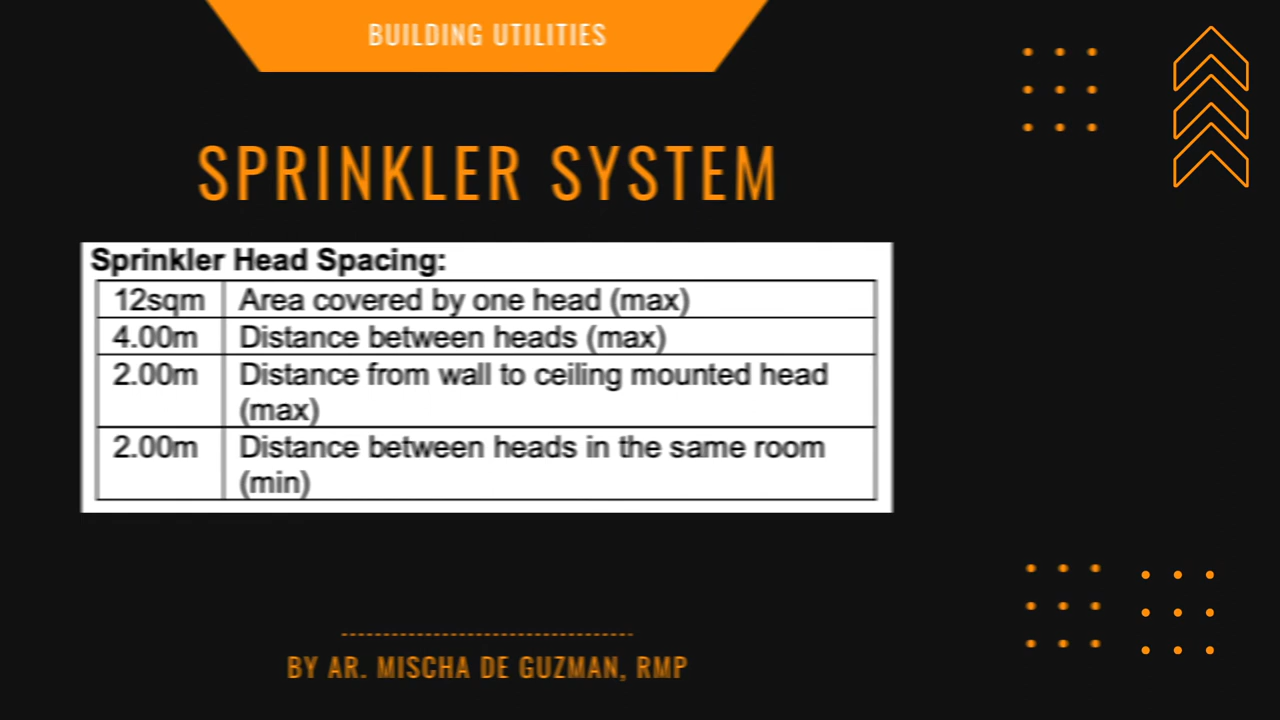 BUILDING UTILITIES
SPRINKLER SYSTEM
Sprinkler Head Spacing:
12sqm Area covered by one head (max)
4.00m Distance between heads (max)
2.00m Distance from wall to ceiling mounted head
(max)
2.00m Distance between heads in the same room
(min)
BY AR. MISCHA DE GUZMAN, RMP